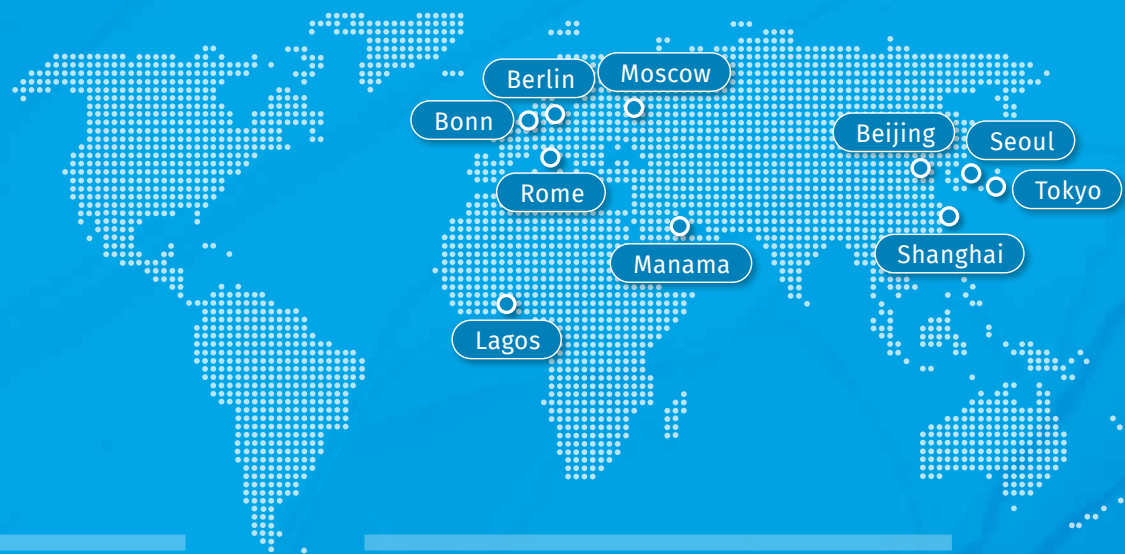 Berlin
Moscow
Bonn
Beijing
Seoul
Rome
Tokyo
Shanghai
Manama
Lagos